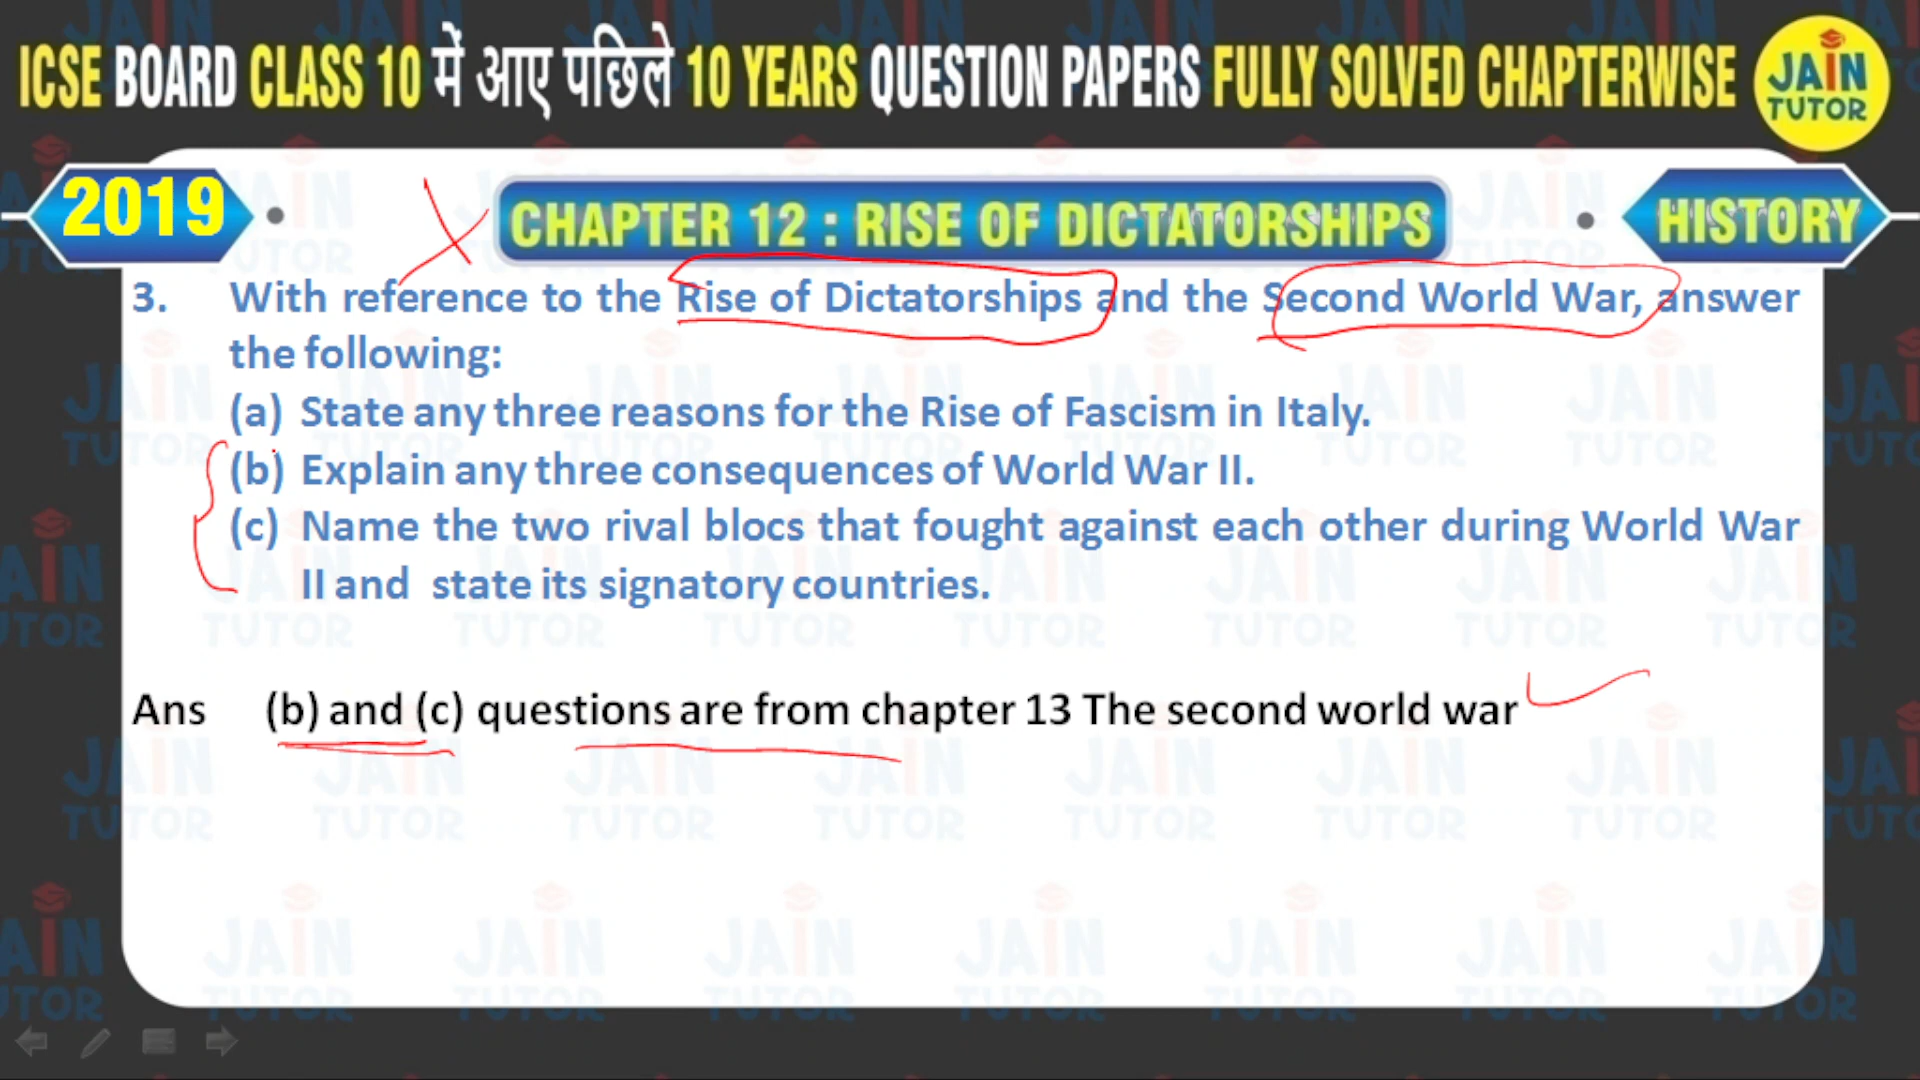 ICSE BOARD CLASS 10 में आए पछिले 10 YEARS QUESTION PAPERS FULLY SOLVED CHAPTERWISE
JAIN
TUTOR
2019
CHAPTER 12 : RISE OF DICTATORSHIPS
HISTORY
3. With reference to the Rise of Dictatorships and the Second World War, answer
the following:
(a) State any three reasons for the Rise of Fascism in Italy.
(b) Explain any three consequences of World War II.
(c) Name the two rival blocs that fought against each other during World War
II and state its signatory countries.
Ans (b) and (c) questions are from chapter 13 The second world war